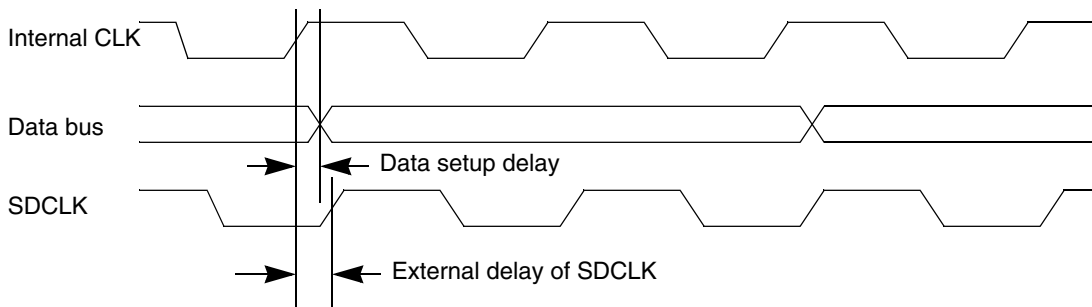 Internal CLK
Data bus
Data setup delay
SDCLK
External delay of SDCLK